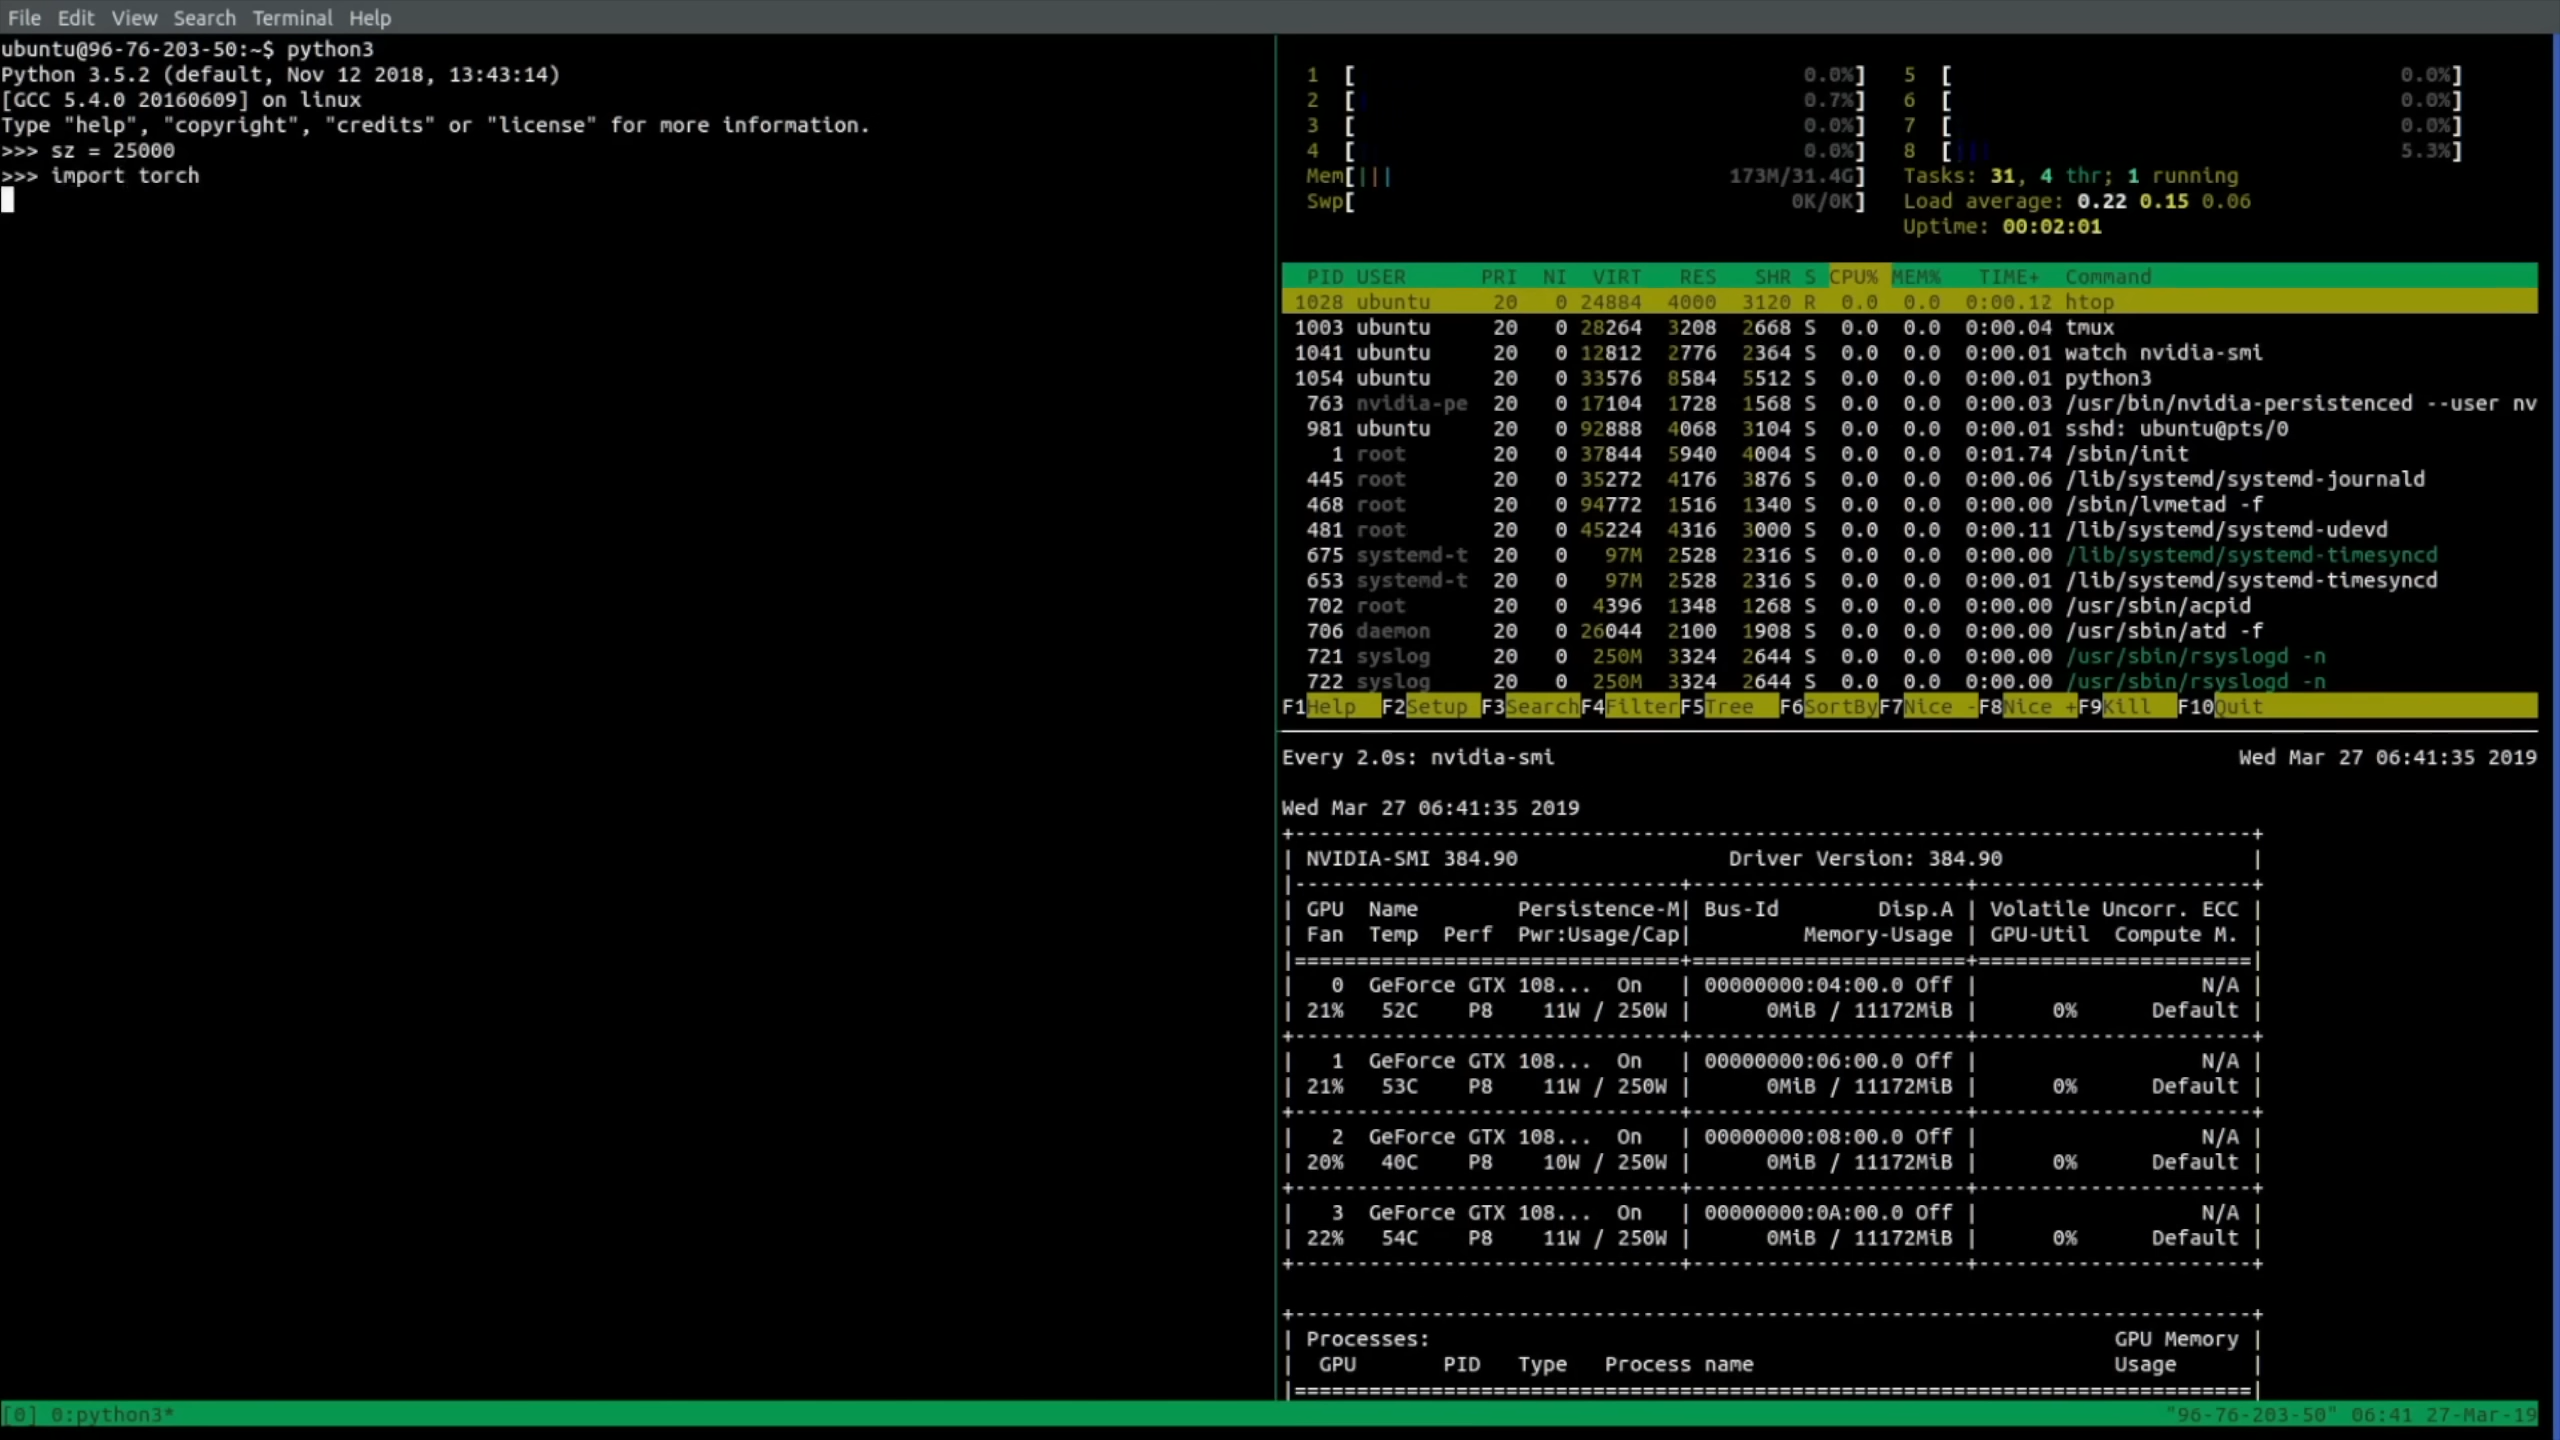 File Edit View Search Terminal Help
ubuntu@96-76-203-50:~$ python3
Python 3.5.2 (default, Nov 12 2018, 13:43:14)
[GCC 5.4.0 20160609] on linux
Type "help", "copyright", "credits" or "license" for more information.
>>> sz = 25000
>>> import torch
1 [ 0.0%] 5 [ 0.0%]
2 [ 0.7%] 6 [ 0.0%]
3 [ 0.0%] 7 [ 0.0%]
4 [ 0.0%] 8 [||| 5.3%]
Mem[||| 173M/31.4G] Tasks: 31, 4 thr; 1 running
Swp[ 0K/0K] Load average: 0.22 0.15 0.06
Uptime: 00:02:01
PID USER PRI NI VIRT RES SHR S CPU% MEM% TIME+ Command
1028 ubuntu 20 0 24884 4000 3120 R 0.0 0.0 0:00.12 htop
1003 ubuntu 20 0 28264 3208 2668 S 0.0 0.0 0:00.04 tmux
1041 ubuntu 20 0 12812 2776 2364 S 0.0 0.0 0:00.01 watch nvidia-smi
1054 ubuntu 20 0 33576 8584 5512 S 0.0 0.0 0:00.01 python3
763 nvidia-pe 20 0 17104 1728 1568 S 0.0 0.0 0:00.03 /usr/bin/nvidia-persistenced --user nv
981 ubuntu 20 0 92888 4068 3104 S 0.0 0.0 0:00.01 sshd: ubuntu@pts/0
1 root 20 0 37844 5940 4004 S 0.0 0.0 0:01.74 /sbin/init
445 root 20 0 35272 4176 3876 S 0.0 0.0 0:00.06 /lib/systemd/systemd-journald
468 root 20 0 94772 1516 1340 S 0.0 0.0 0:00.00 /sbin/lvmetad -f
481 root 20 0 45224 4316 3000 S 0.0 0.0 0:00.11 /lib/systemd/systemd-udevd
675 systemd-t 20 0 97M 2528 2316 S 0.0 0.0 0:00.00 /lib/systemd/systemd-timesyncd
653 systemd-t 20 0 97M 2528 2316 S 0.0 0.0 0:00.01 /lib/systemd/systemd-timesyncd
702 root 20 0 4396 1348 1268 S 0.0 0.0 0:00.00 /usr/sbin/acpid
706 daemon 20 0 26044 2100 1908 S 0.0 0.0 0:00.00 /usr/sbin/atd -f
721 syslog 20 0 250M 3324 2644 S 0.0 0.0 0:00.00 /usr/sbin/rsyslogd -n
722 syslog 20 0 250M 3324 2644 S 0.0 0.0 0:00.00 /usr/sbin/rsyslogd -n
F1Help F2Setup F3SearchF4FilterF5Tree F6SortByF7Nice -F8Nice +F9Kill F10Quit
Every 2.0s: nvidia-smi Wed Mar 27 06:41:35 2019
Wed Mar 27 06:41:35 2019
+-----------------------------------------------------------------------------+
| NVIDIA-SMI 384.90                 Driver Version: 384.90                    |
|-------------------------------+----------------------+----------------------+
| GPU  Name        Persistence-M| Bus-Id        Disp.A | Volatile Uncorr. ECC |
| Fan  Temp  Perf  Pwr:Usage/Cap|         Memory-Usage | GPU-Util  Compute M. |
|===============================+======================+======================|
|   0  GeForce GTX 108...  On   | 00000000:04:00.0 Off |                  N/A |
| 21%   52C    P8    11W / 250W |      0MiB / 11172MiB |      0%      Default |
+-------------------------------+----------------------+----------------------+
|   1  GeForce GTX 108...  On   | 00000000:06:00.0 Off |                  N/A |
| 21%   53C    P8    11W / 250W |      0MiB / 11172MiB |      0%      Default |
+-------------------------------+----------------------+----------------------+
|   2  GeForce GTX 108...  On   | 00000000:08:00.0 Off |                  N/A |
| 20%   40C    P8    10W / 250W |      0MiB / 11172MiB |      0%      Default |
+-------------------------------+----------------------+----------------------+
|   3  GeForce GTX 108...  On   | 00000000:0A:00.0 Off |                  N/A |
| 22%   54C    P8    11W / 250W |      0MiB / 11172MiB |      0%      Default |
+-------------------------------+----------------------+----------------------+
+-----------------------------------------------------------------------------+
| Processes:                                                       GPU Memory |
|  GPU       PID   Type   Process name                             Usage      |
|=============================================================================|
[0] 0:python3* "96-76-203-50" 06:41 27-Mar-19